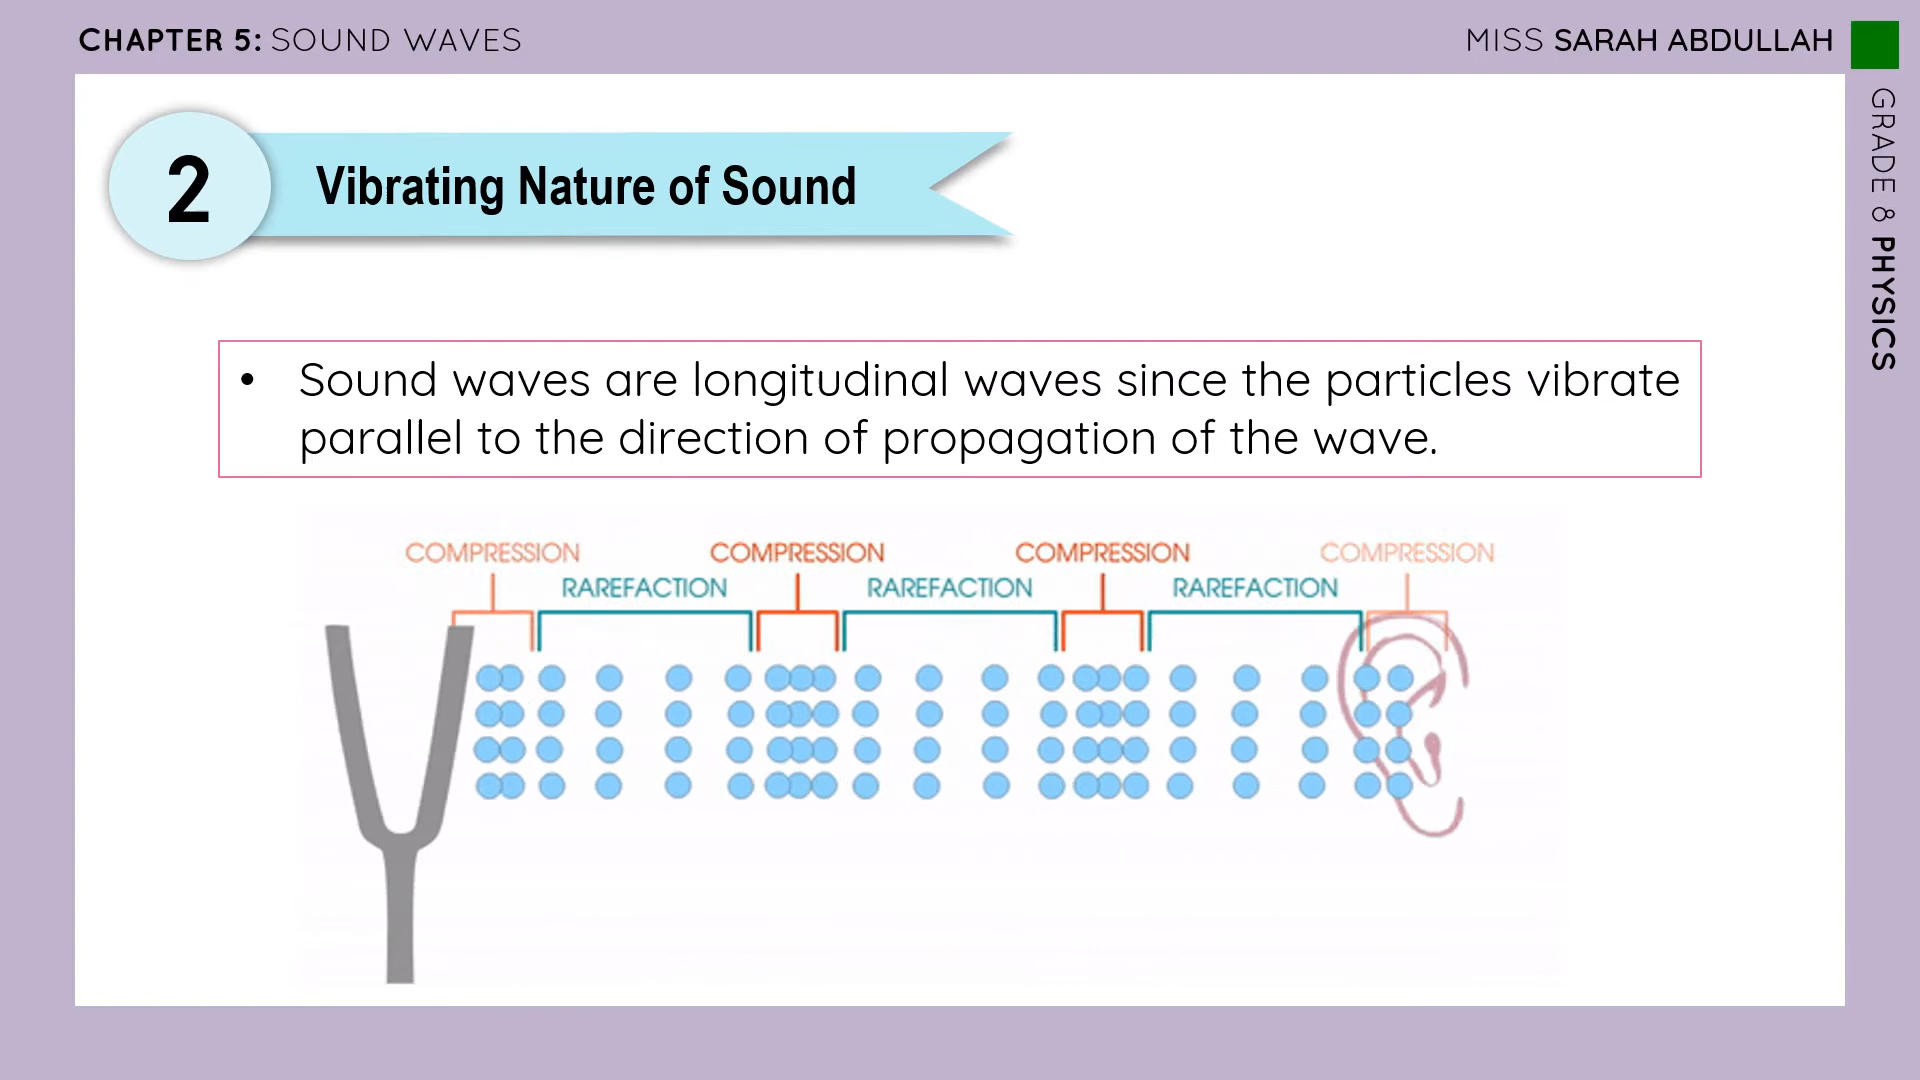 CHAPTER 5: SOUND WAVES
MISS SARAH ABDULLAH
GRADE 8 PHYSICS
2
Vibrating Nature of Sound
• Sound waves are longitudinal waves since the particles vibrate
parallel to the direction of propagation of the wave.
COMPRESSION COMPRESSION COMPRESSION COMPRESSION
RAREFACTION RAREFACTION RAREFACTION